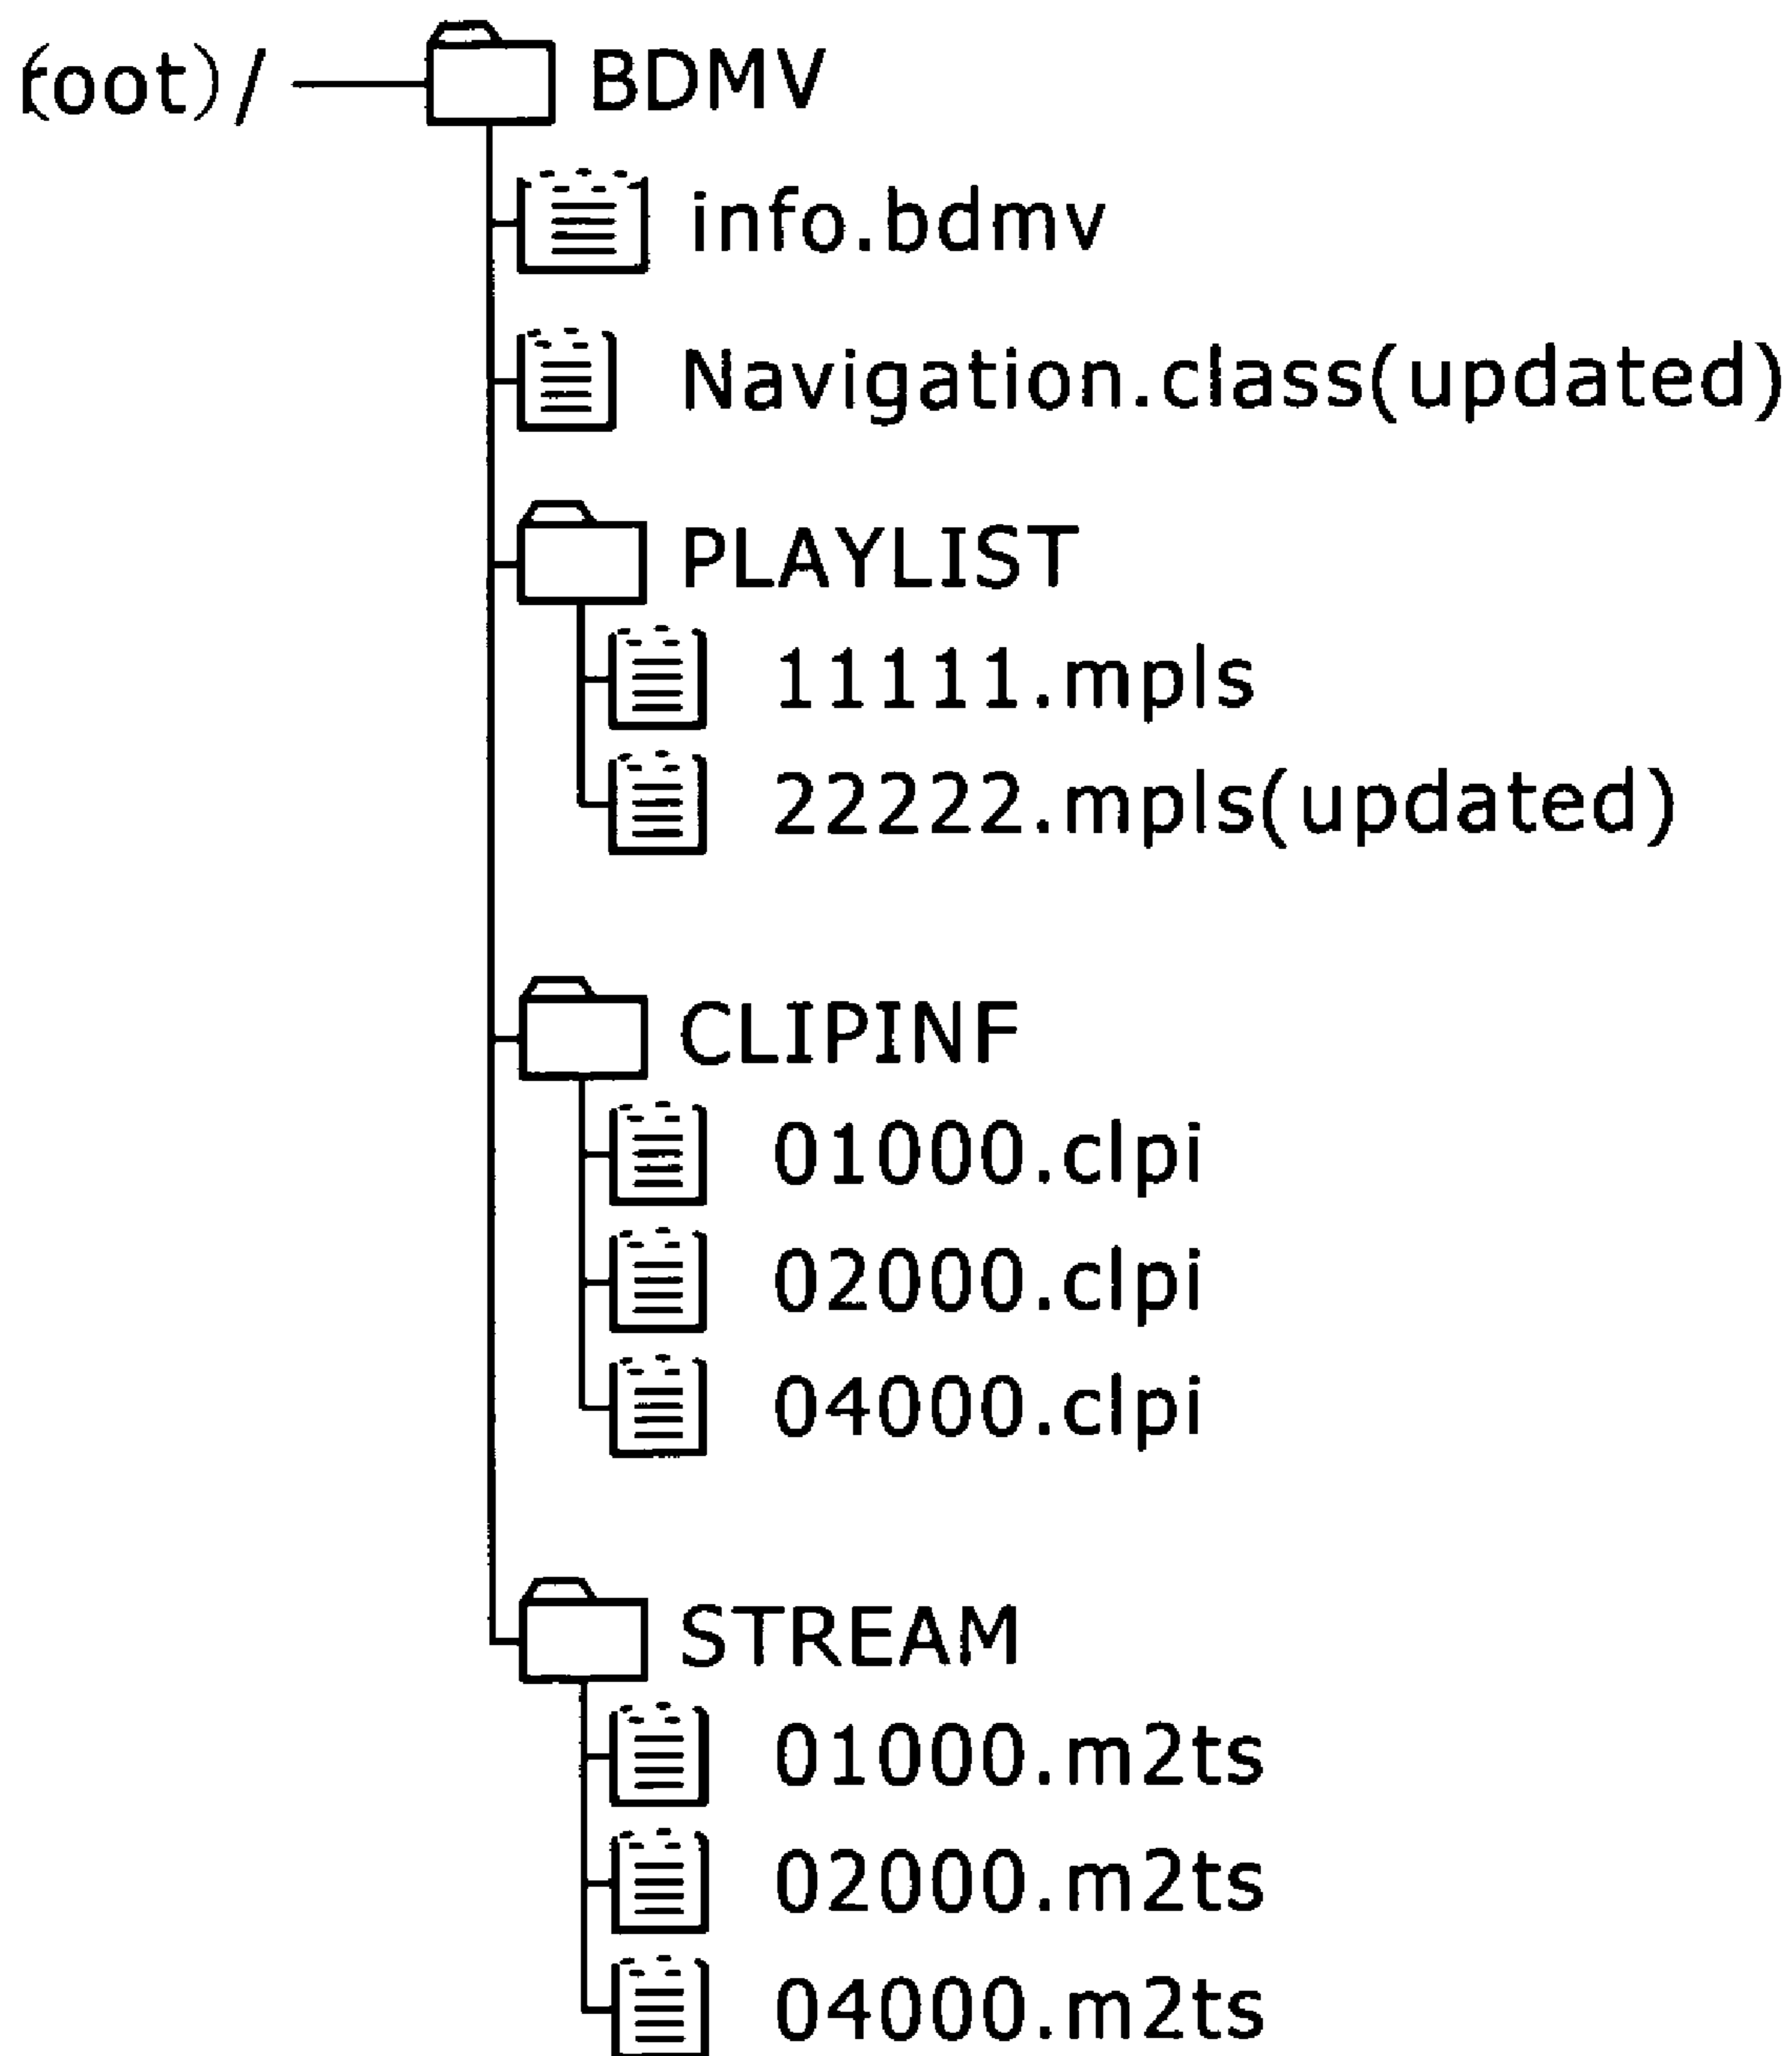 (root)/ BDMV
info.bdmv
Navigation.class(updated)
PLAYLIST
11111.mpls
22222.mpls(updated)
CLIPINF
01000.clpi
02000.clpi
04000.clpi
STREAM
01000.m2ts
02000.m2ts
04000.m2ts